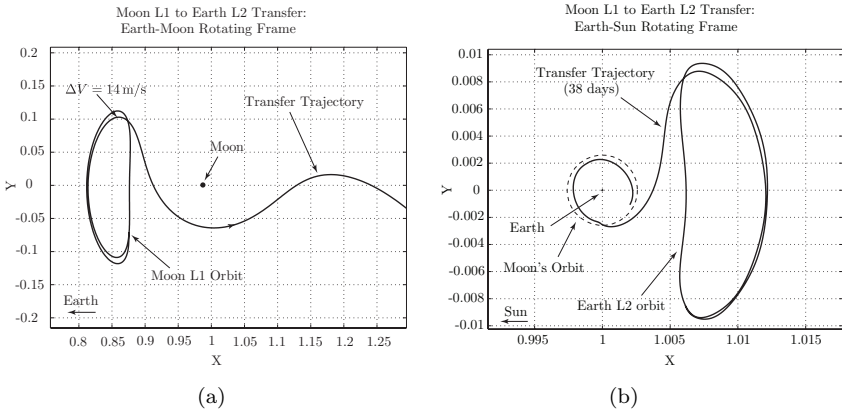 Moon L1 to Earth L2 Transfer:
Earth-Moon Rotating Frame
0.2
0.15
0.1
0.05
0
-0.05
-0.1
-0.15
-0.2
Y
ΔV = 14 m/s
Transfer Trajectory
Moon
Moon L1 Orbit
Earth
0.8
0.85
0.9
0.95
1
1.05
1.1
1.15
1.2
1.25
X
(a)
Moon L1 to Earth L2 Transfer:
Earth-Sun Rotating Frame
0.01
0.008
0.006
0.004
0.002
0
-0.002
-0.004
-0.006
-0.008
-0.01
Y
Transfer Trajectory
(38 days)
Earth
Moon's Orbit
Earth L2 orbit
Sun
0.995
1
1.005
1.01
1.015
X
(b)